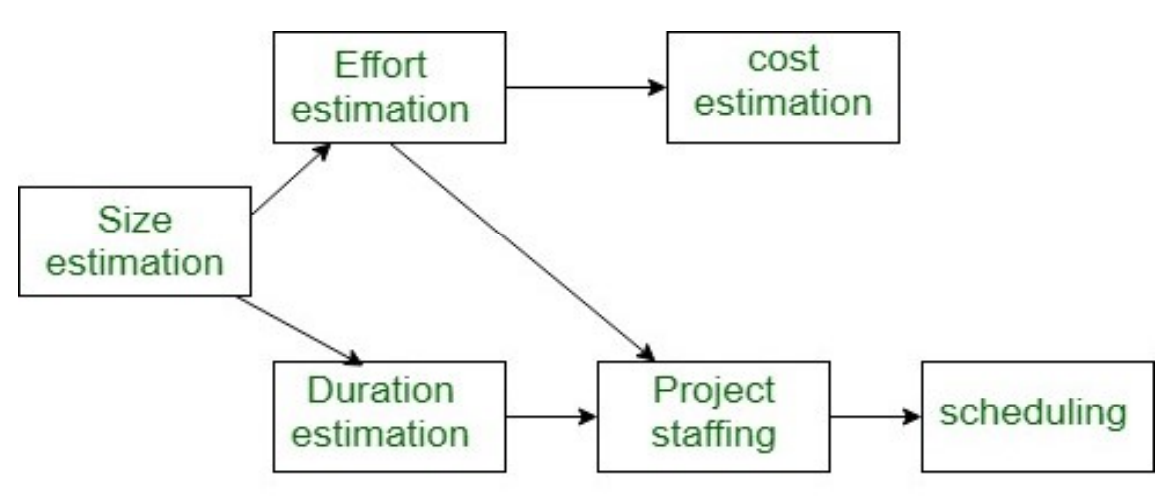 Effort
estimation
cost
estimation
Size
estimation
Duration
estimation
Project
staffing
scheduling